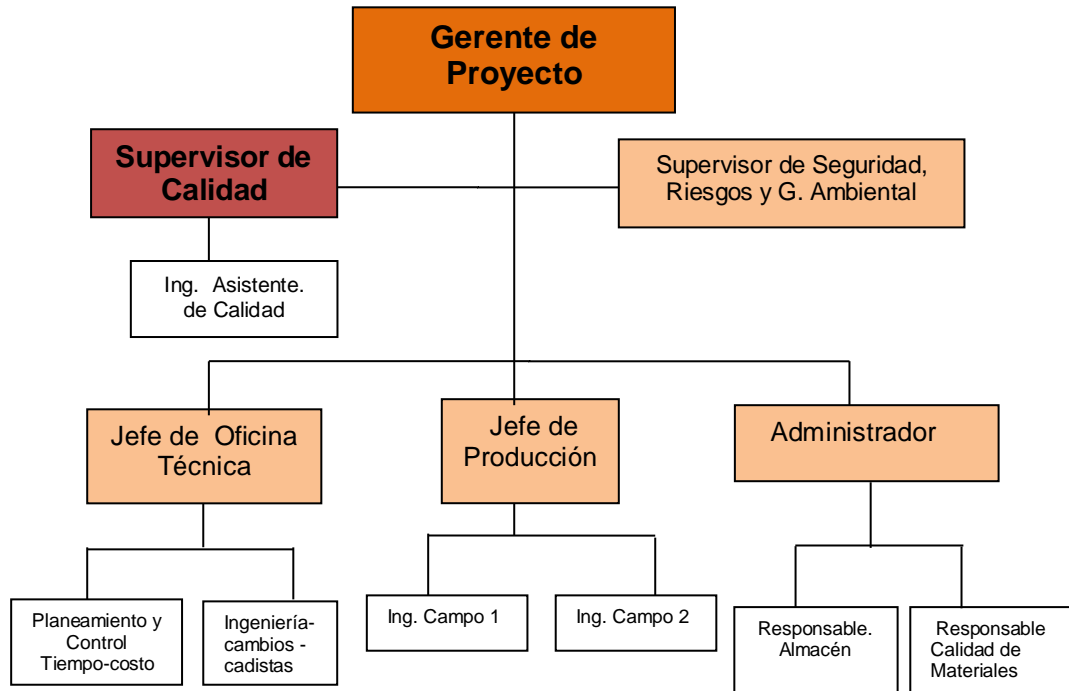 Gerente de
Proyecto
Supervisor de
Calidad
Supervisor de Seguridad,
Riesgos y G. Ambiental
Ing. Asistente.
de Calidad
Jefe de Oficina
Técnica
Jefe de
Producción
Administrador
Planeamiento y
Control
Tiempo-costo
Ingeniería-
cambios -
cadistas
Ing. Campo 1
Ing. Campo 2
Responsable.
Almacén
Responsable
Calidad de
Materiales